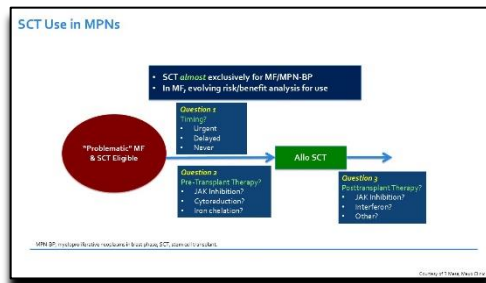 SCT Use in MPNs
• SCT almost exclusively for MF/MPN-BP
• In MF, evolving risk/benefit analysis for use
Question 1
Timing?
• Urgent
• Delayed
• Never
"Problematic" MF
& SCT Eligible
Allo SCT
Question 2
Pre-Transplant Therapy?
• JAK Inhibition?
• Cytoreduction?
• Iron chelation?
Question 3
Posttransplant Therapy?
• JAK Inhibition?
• Interferon?
• Other?
MPN-BP, myeloproliferative neoplasms in blast phase; SCT, stem cell transplant.
Courtesy of